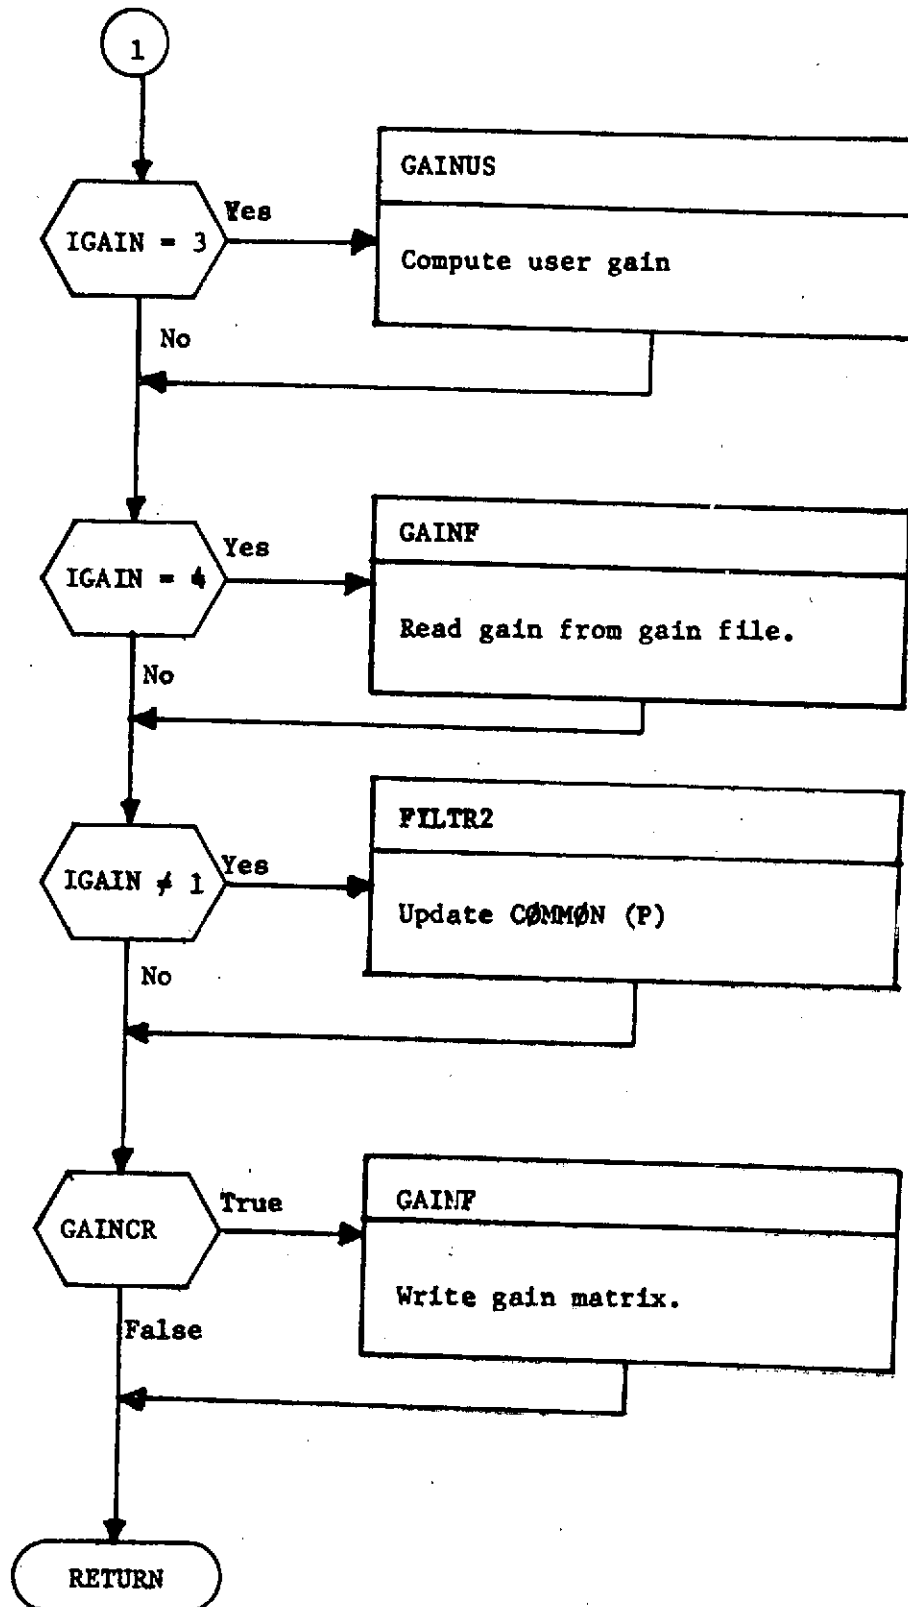 1
GAINUS
IGAIN = 3
Yes
Compute user gain
No
GAINF
IGAIN = 4
Yes
Read gain from gain file.
No
FILTR2
IGAIN ≠ 1
Yes
Update CØMMØN (P)
No
GAINF
GAINCR
True
Write gain matrix.
False
RETURN